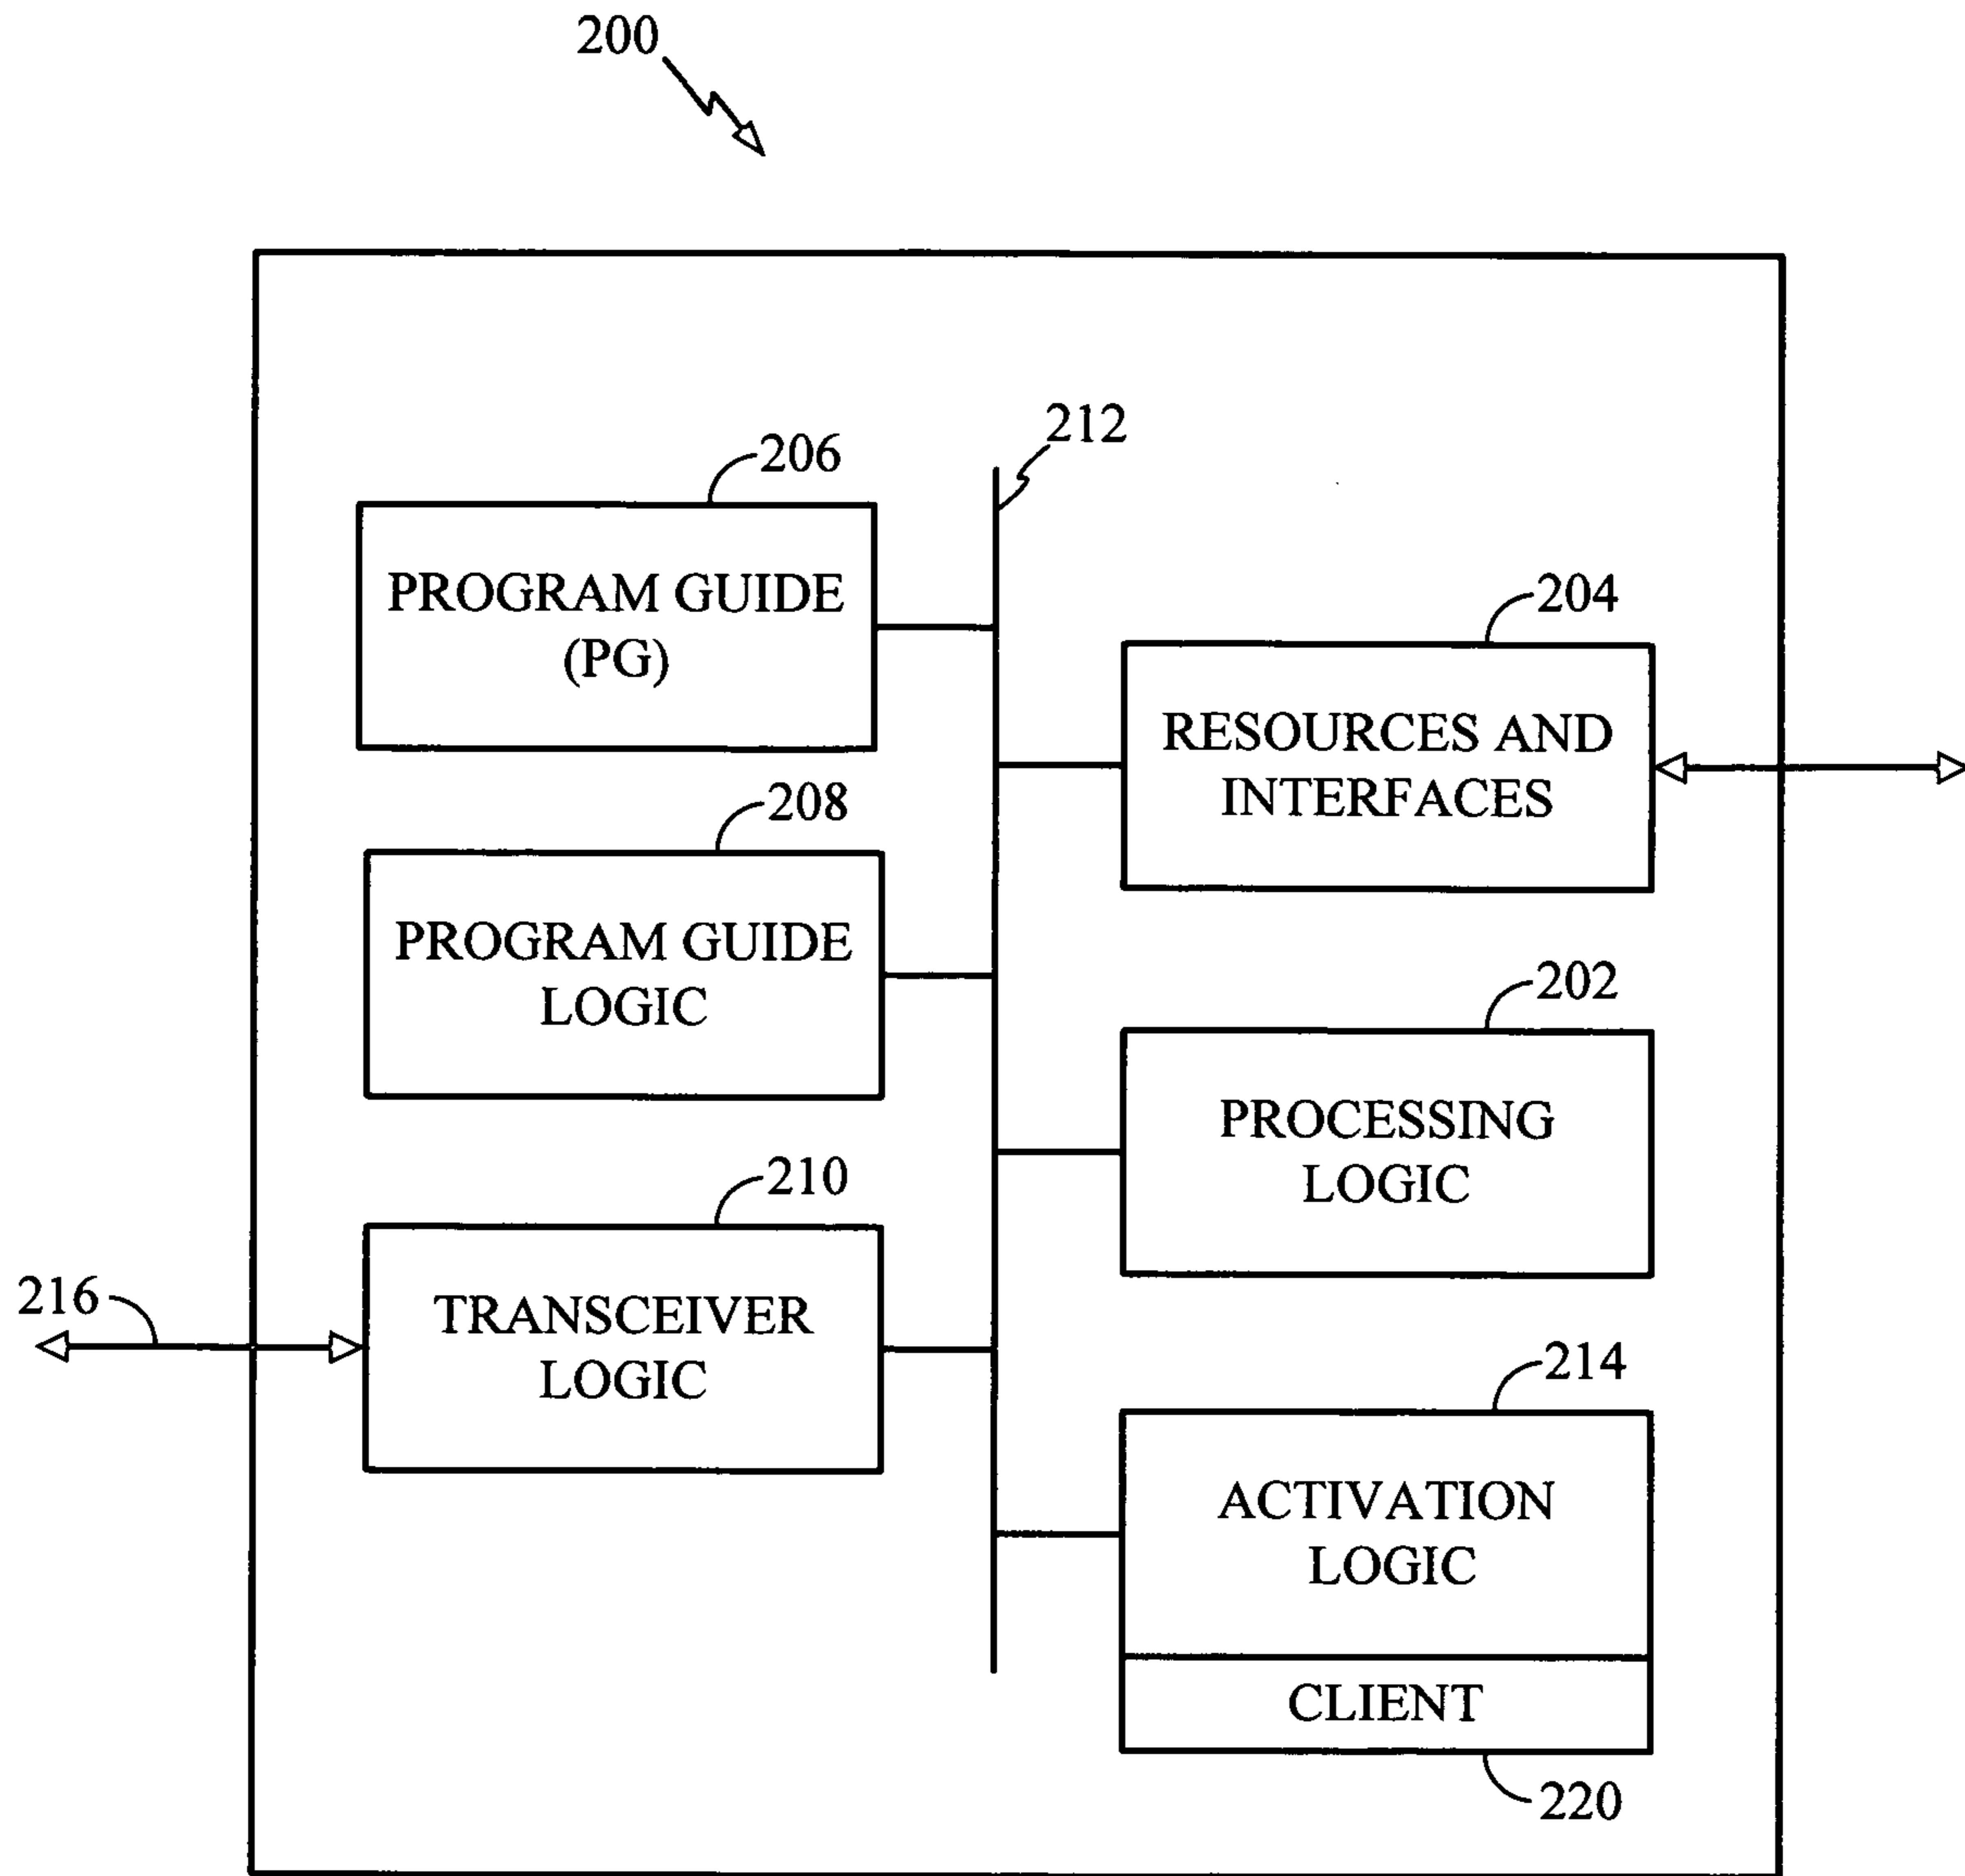 200
212
206
PROGRAM GUIDE
(PG)
204
RESOURCES AND
INTERFACES
208
PROGRAM GUIDE
LOGIC
202
PROCESSING
LOGIC
210
TRANSCEIVER
LOGIC
216
214
ACTIVATION
LOGIC
CLIENT
220